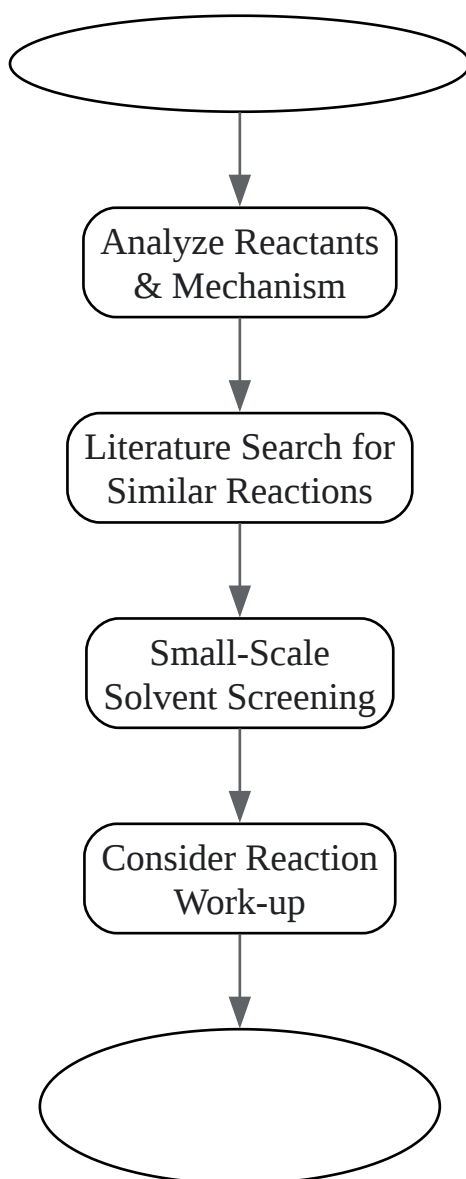 Analyze Reactants
& Mechanism
Literature Search for
Similar Reactions
Small-Scale
Solvent Screening
Consider Reaction
Work-up